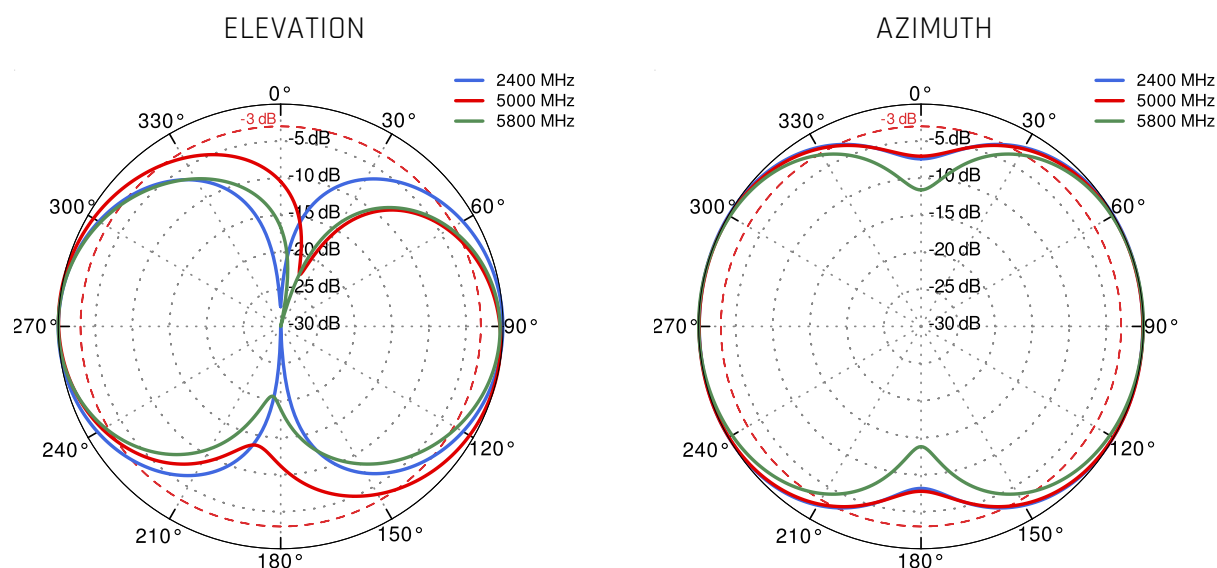 ELEVATION
2400 MHz
5000 MHz
5800 MHz
0°
330°
-3 dB
30°
-5 dB
-10 dB
300°
-15 dB
60°
-20 dB
-25 dB
270°
-30 dB
90°
240°
120°
210°
150°
180°
AZIMUTH
2400 MHz
5000 MHz
5800 MHz
0°
330°
-3 dB
30°
-5 dB
-10 dB
300°
-15 dB
60°
-20 dB
-25 dB
270°
-30 dB
90°
240°
120°
210°
150°
180°